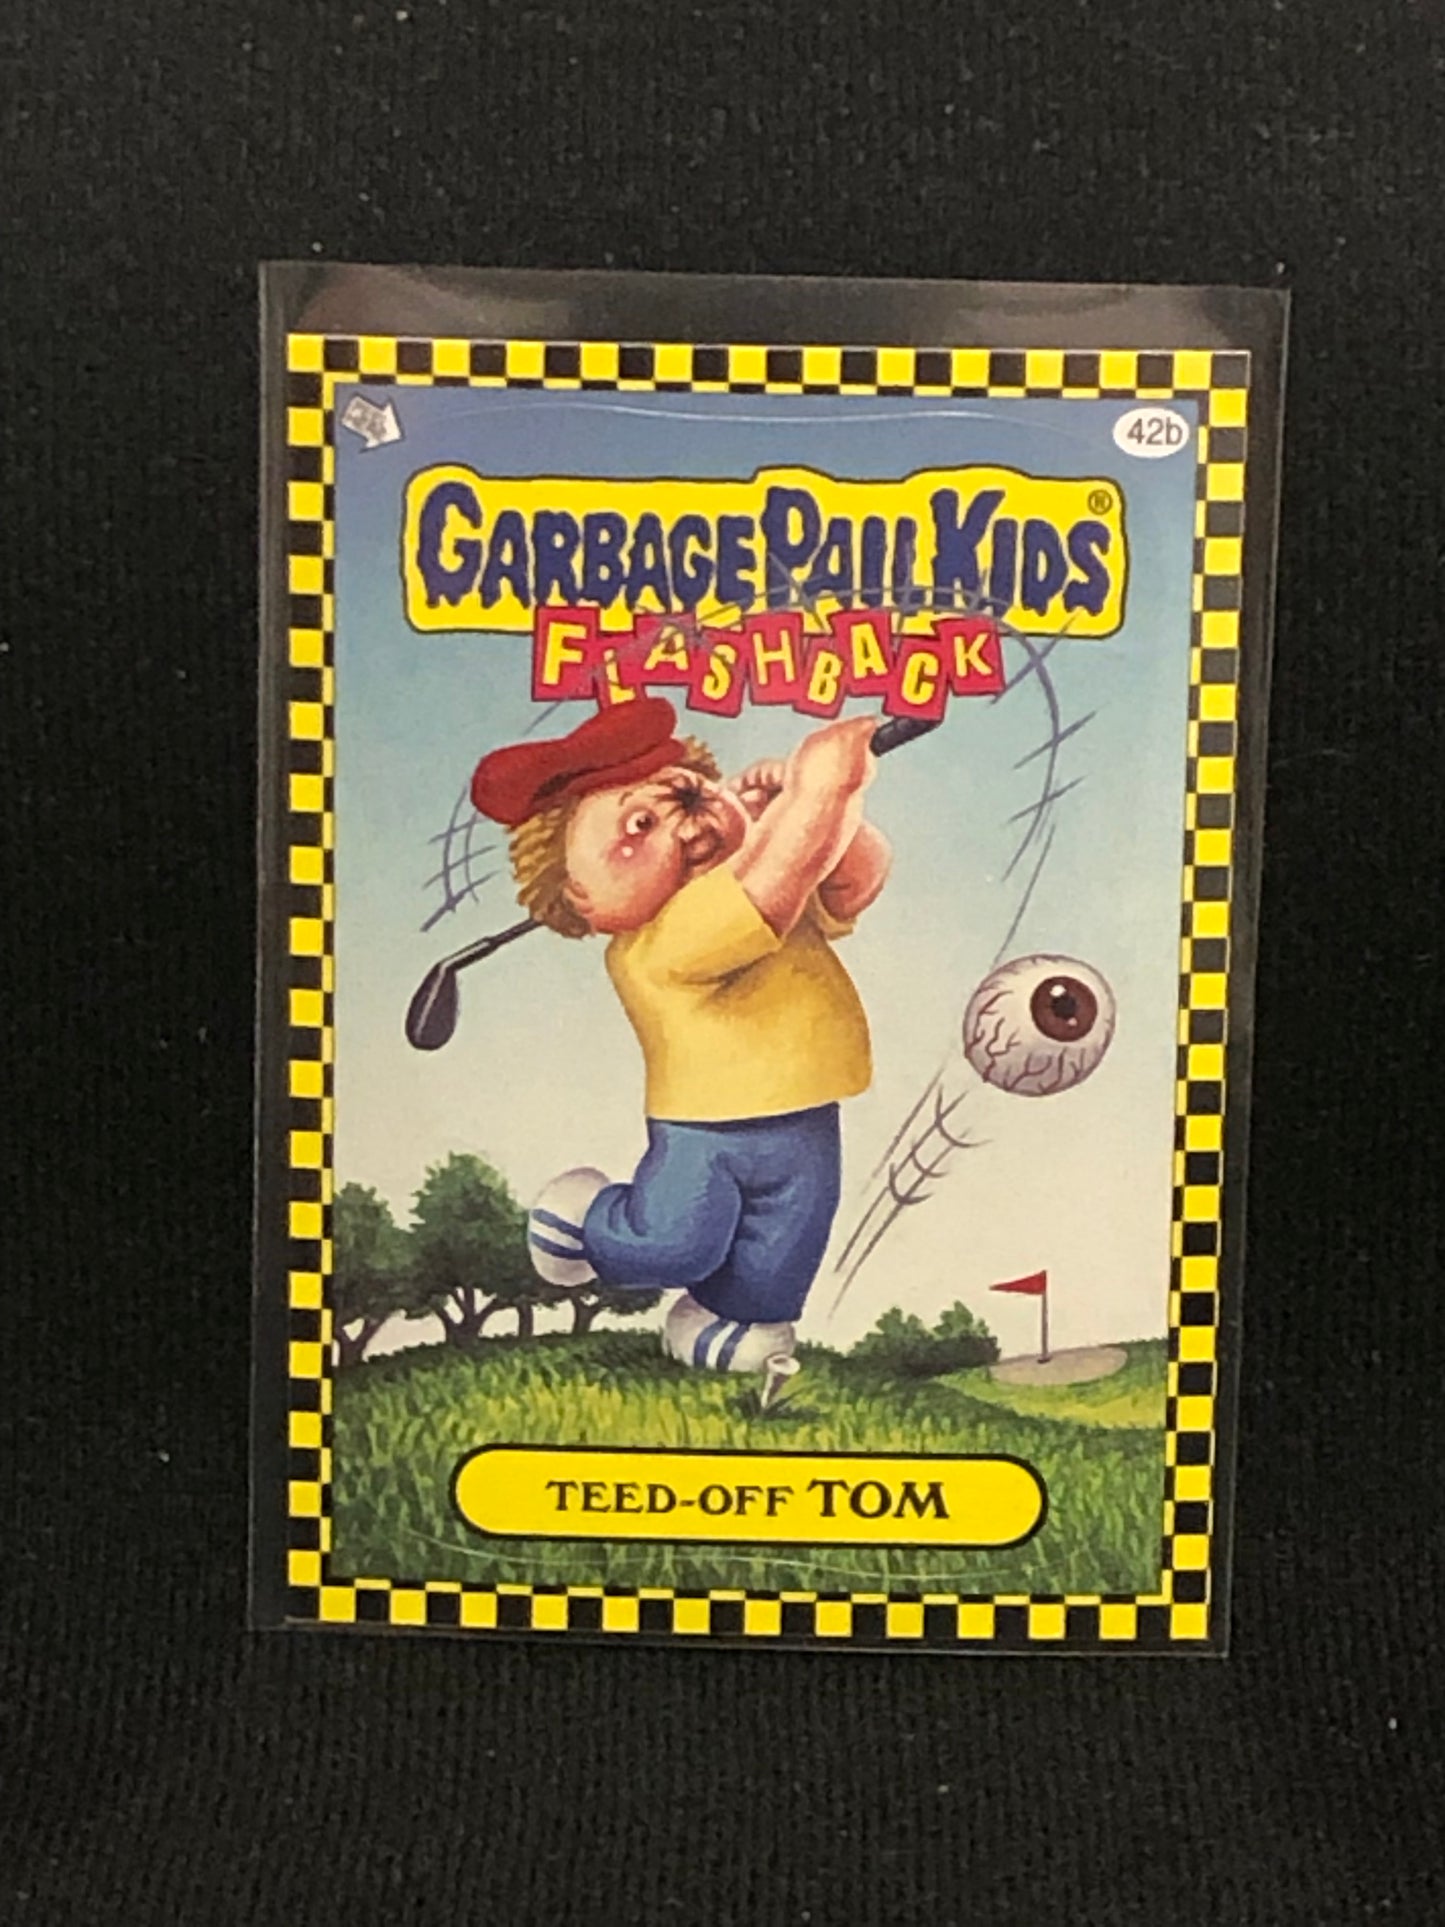 42b
GARBAGE PAIL KIDS®
FLASHBACK
TEED-OFF TOM